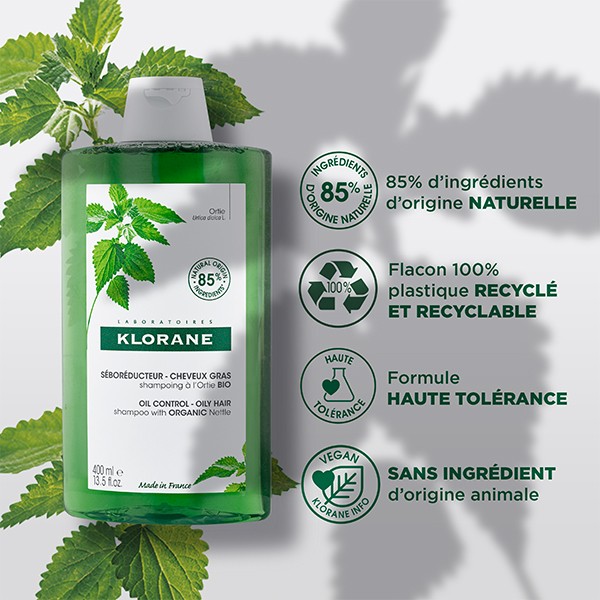 Ortie
Urtica dioica L.
NATURAL ORIGIN
85%
INGREDIENTS
LABORATOIRES
KLORANE
SÉBORÉDUCTEUR - CHEVEUX GRAS
shampoing à l'Ortie BIO
OIL CONTROL - OILY HAIR
shampoo with ORGANIC Nettle
400 ml e
13.5 fl.oz.
Made in France
INGRÉDIENTS
85%
D'ORIGINE NATURELLE
85% d'ingrédients
d'origine NATURELLE
100%
Flacon 100%
plastique RECYCLÉ
ET RECYCLABLE
HAUTE
TOLÉRANCE
Formule
HAUTE TOLÉRANCE
VEGAN
KLORANE INFO
SANS INGRÉDIENT
d'origine animale